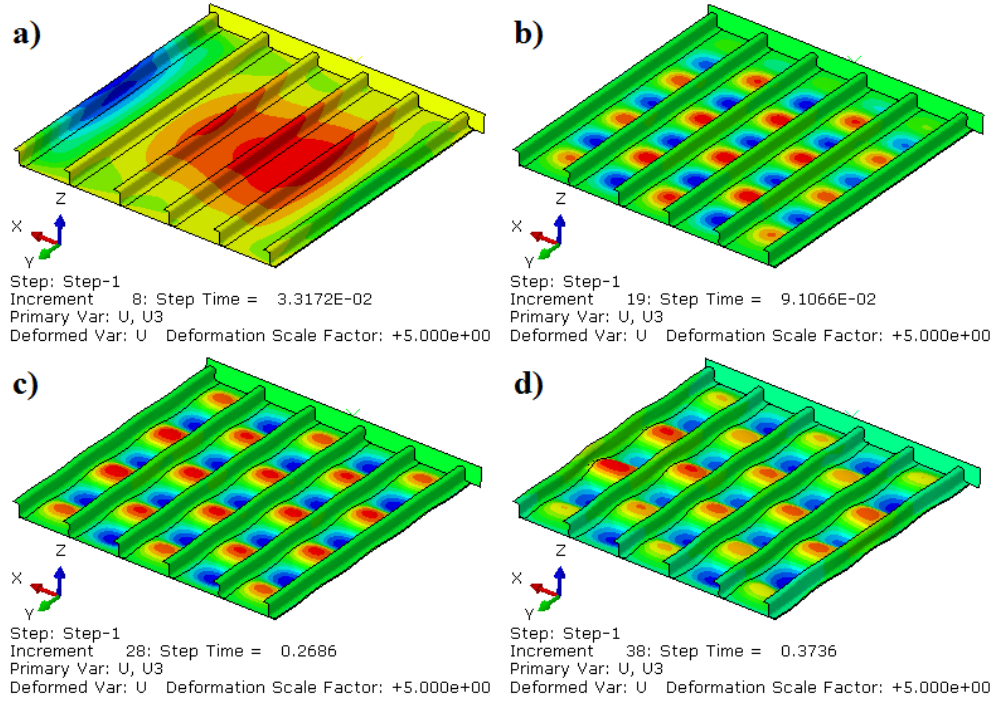 a)
Z
X
Y
Step: Step-1
Increment 8: Step Time = 3.3172E-02
Primary Var: U, U3
Deformed Var: U Deformation Scale Factor: +5.000e+00
b)
Z
X
Y
Step: Step-1
Increment 19: Step Time = 9.1066E-02
Primary Var: U, U3
Deformed Var: U Deformation Scale Factor: +5.000e+00
c)
Z
X
Y
Step: Step-1
Increment 28: Step Time = 0.2686
Primary Var: U, U3
Deformed Var: U Deformation Scale Factor: +5.000e+00
d)
Z
X
Y
Step: Step-1
Increment 38: Step Time = 0.3736
Primary Var: U, U3
Deformed Var: U Deformation Scale Factor: +5.000e+00